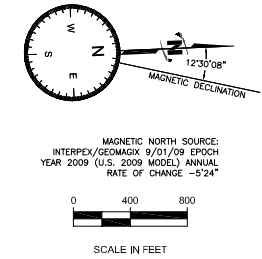 W
N
S
E
N
12°30'08"
MAGNETIC DECLINATION
MAGNETIC NORTH SOURCE:
INTERPEX/GEOMAGIX 9/01/09 EPOCH
YEAR 2009 (U.S. 2009 MODEL) ANNUAL
RATE OF CHANGE -5'24"
0 400 800
SCALE IN FEET